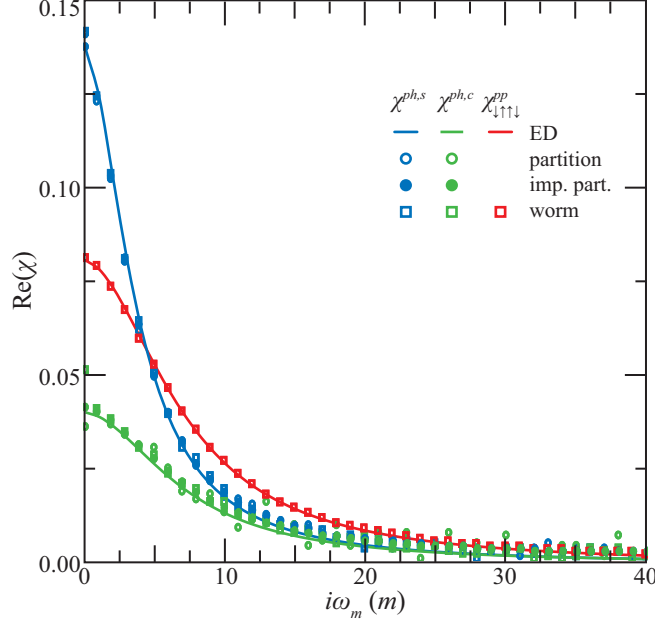 0.15
χ^{ph,s} χ^{ph,c} χ^{pp}_{↓↑↑↓}
ED
partition
imp. part.
worm
0.10
Re(χ)
0.05
0.00
0 10 20 30 40
iω_m (m)